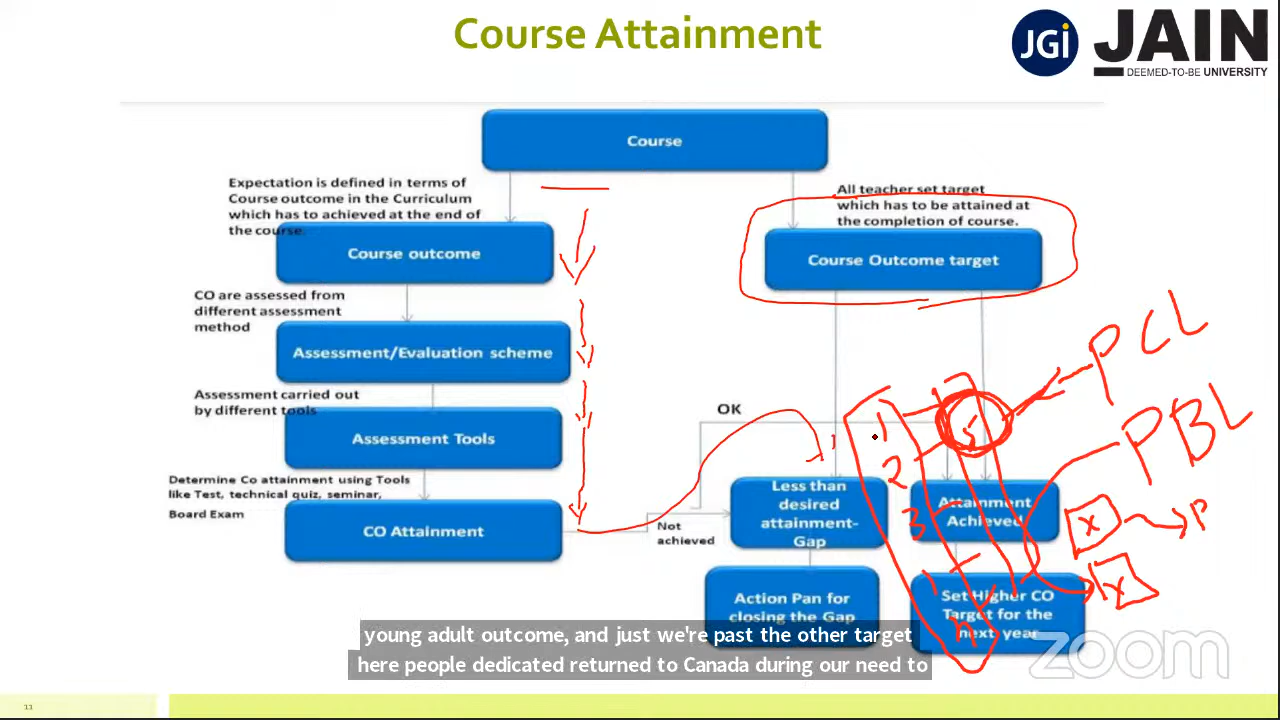 Course Attainment
JGi
JAIN
DEEMED-TO-BE UNIVERSITY
Course
Expectation is defined in terms of
Course outcome in the Curriculum
which has to achieved at the end of
the course.
All teacher set target
which has to be attained at
the completion of course.
Course outcome
Course Outcome target
CO are assessed from
different assessment
method
Assessment/Evaluation scheme
PCL
Assessment carried out
by different tools
OK
1
5
PBL
Assessment Tools
2
Determine Co attainment using Tools
like Test, technical quiz, seminar,
Board Exam
CO Attainment
Not
achieved
Less than
desired
attainment-
Gap
3
Attainment
Achieved
X
P
X
Action Pan for
closing the Gap
Set Higher CO
Target for the
next year
n
young adult outcome, and just we're past the other target
here people dedicated returned to Canada during our need to
zoom
11